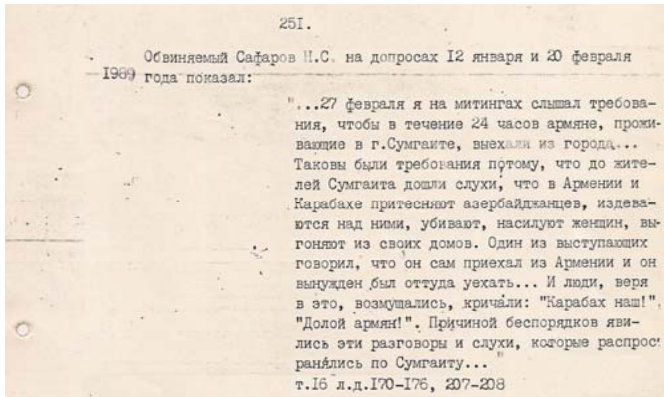 251.
Обвиняемый Сафаров Н.С. на допросах 12 января и 20 февраля
1989 года показал:
"...27 февраля я на митингах слышал требова-
ния, чтобы в течение 24 часов армяне, прожи-
вающие в г.Сумгаите, выехали из города...
Таковы были требования потому, что до жите-
лей Сумгаита дошли слухи, что в Армении и
Карабахе притесняют азербайджанцев, издева-
ются над ними, убивают, насилуют женщин, вы-
гоняют из своих домов. Один из выступающих
говорил, что он сам приехал из Армении и он
вынужден был оттуда уехать... И люди, веря
в это, возмущались, кричали: "Карабах наш!",
"Долой армян!". Причиной беспорядков яви-
лись эти разговоры и слухи, которые распрос
ранялись по Сумгаиту...
т.16 л.д.170-176, 207-208